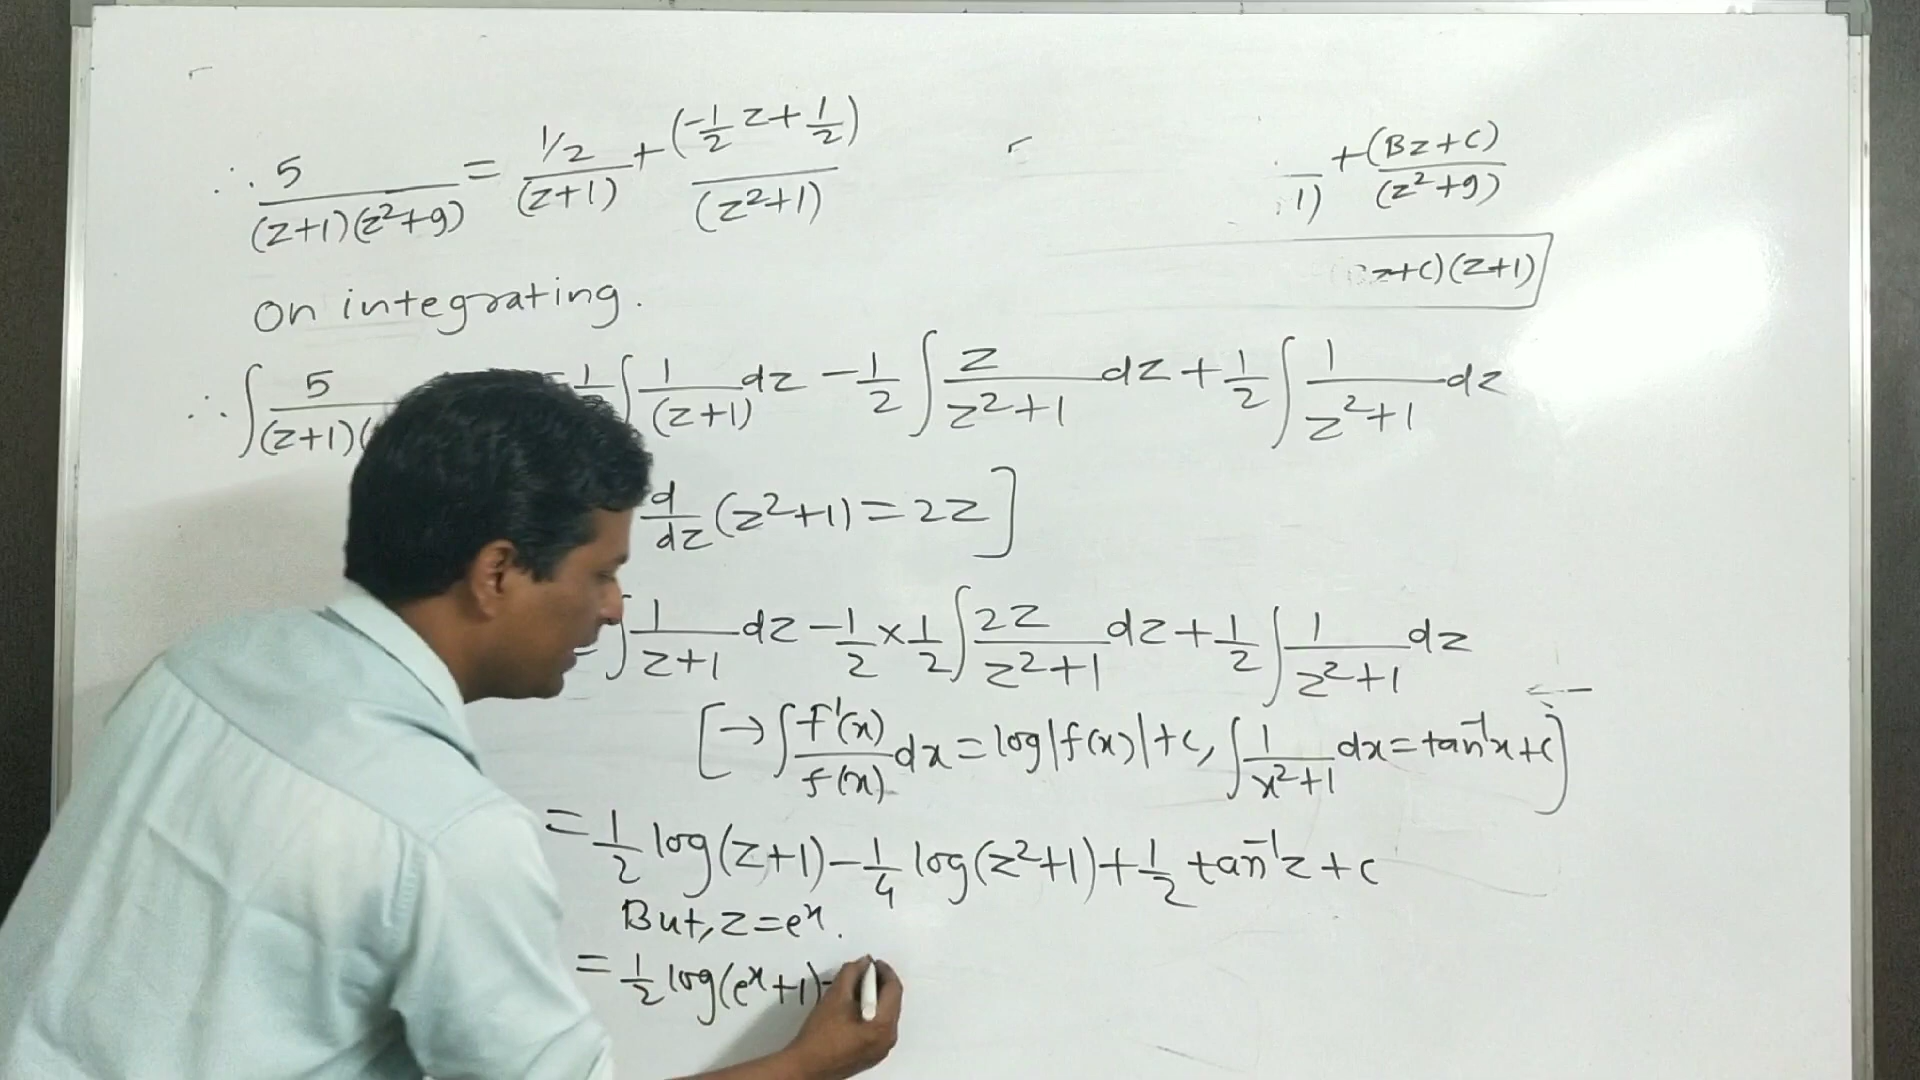 ∴ 5/((z+1)(z²+9)) = (1/2)/(z+1) + (-1/2 z + 1/2)/(z²+1)
1) + (Bz+C)/(z²+9)
z+C)(z+1)
on integrating.
∴ ∫ 5/((z+1)( = 1/2 ∫ 1/(z+1) dz - 1/2 ∫ z/(z²+1) dz + 1/2 ∫ 1/(z²+1) dz
d/dz (z²+1) = 2z]
∫ 1/(z+1) dz - 1/2 × 1/2 ∫ 2z/(z²+1) dz + 1/2 ∫ 1/(z²+1) dz
[→ ∫ f'(x)/f(x) dx = log|f(x)| + c, ∫ 1/(x²+1) dx = tan⁻¹x + c]
= 1/2 log(z+1) - 1/4 log(z²+1) + 1/2 tan⁻¹z + c
But, z = eˣ.
= 1/2 log(eˣ+1) -